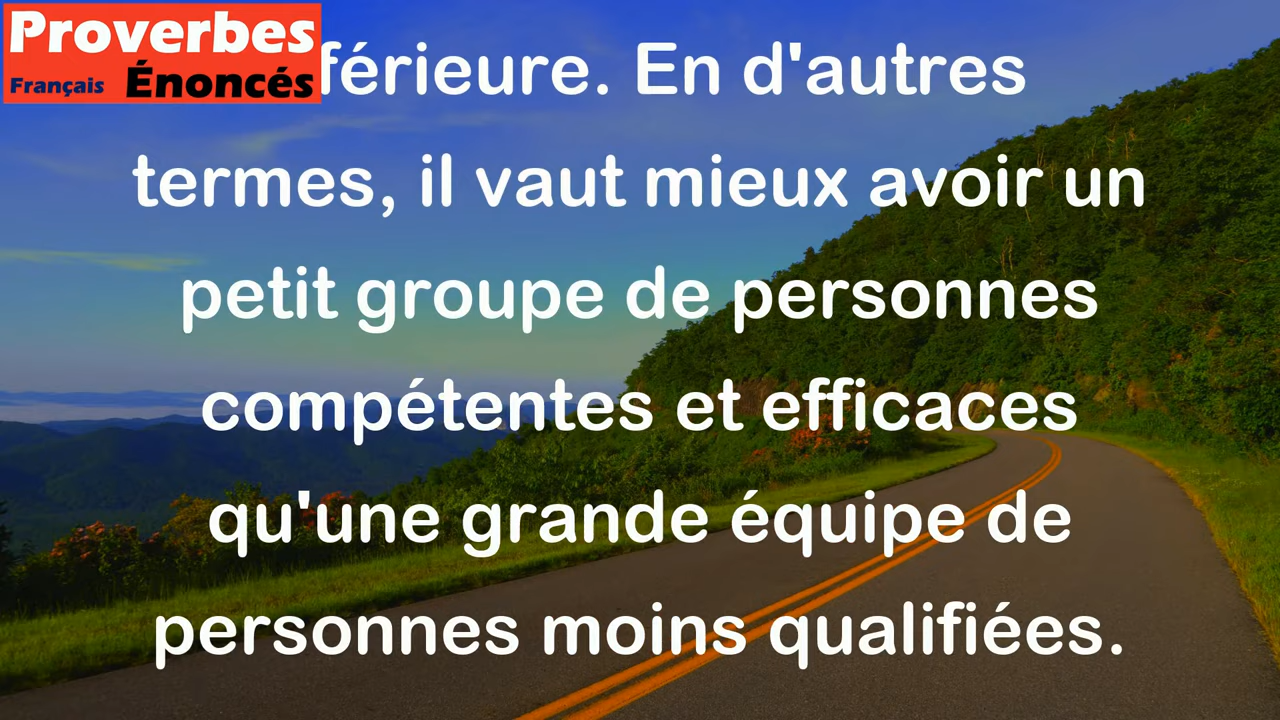 Proverbes
Français Énoncés
férieure. En d'autres
termes, il vaut mieux avoir un
petit groupe de personnes
compétentes et efficaces
qu'une grande équipe de
personnes moins qualifiées.